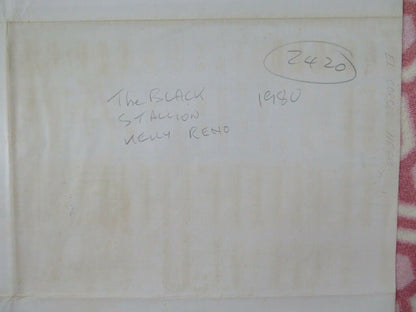 2420
The BLACK 1980
STALLION
KELLY RENO